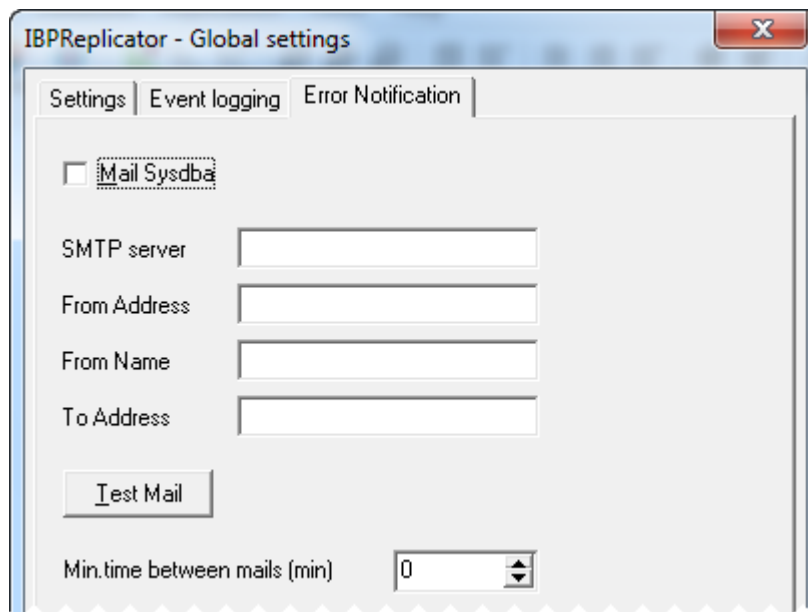 IBPReplicator - Global settings
Settings Event logging Error Notification
Mail Sysdba
SMTP server
From Address
From Name
To Address
Test Mail
Min.time between mails (min) 0